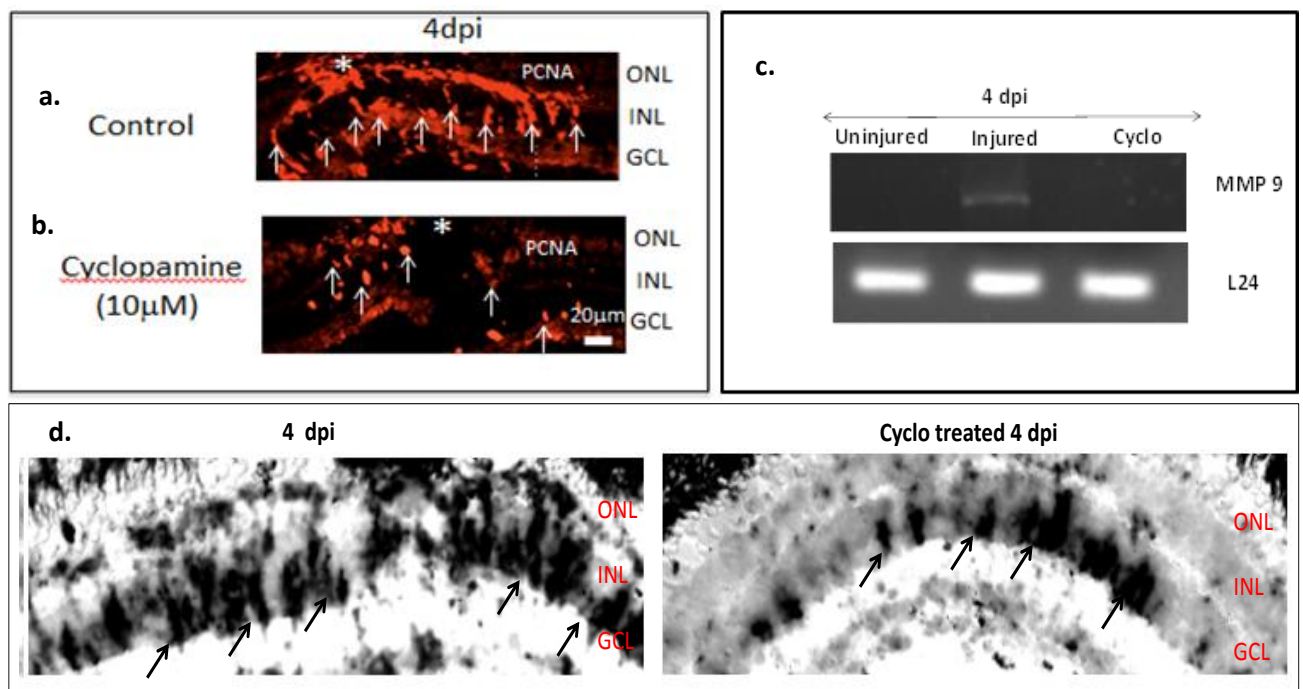 4dpi
a.
Control
*
PCNA
ONL
INL
GCL
b.
Cyclopamine
(10µM)
*
PCNA
ONL
INL
GCL
20µm
c.
4 dpi
Uninjured Injured Cyclo
MMP 9
L24
d.
4 dpi
ONL
INL
GCL
Cyclo treated 4 dpi
ONL
INL
GCL